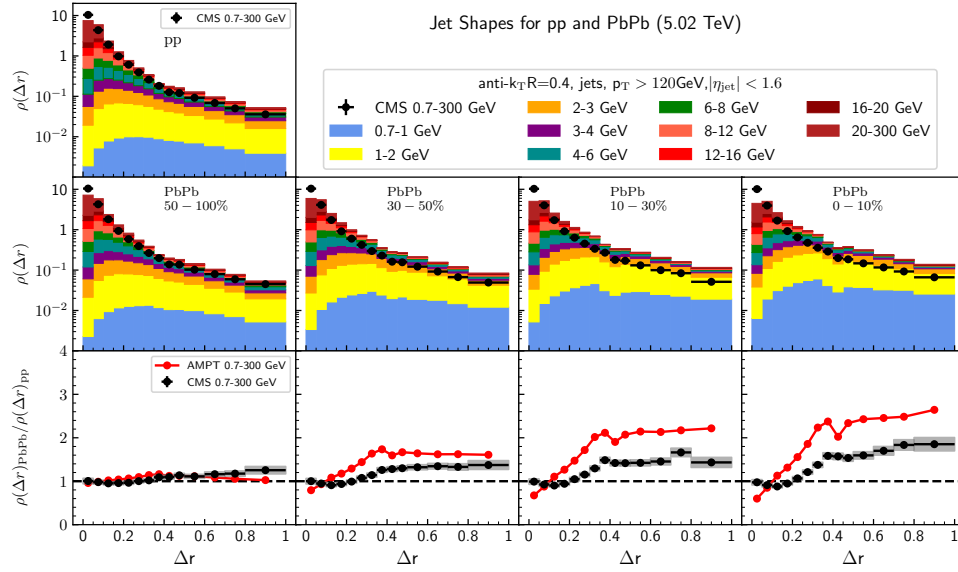 Jet Shapes for pp and PbPb (5.02 TeV)
CMS 0.7-300 GeV
pp
10
1
10⁻¹
10⁻²
ρ(Δr)
anti-k_T R=0.4, jets, p_T > 120GeV, |η_jet| < 1.6
CMS 0.7-300 GeV
0.7-1 GeV
1-2 GeV
2-3 GeV
3-4 GeV
4-6 GeV
6-8 GeV
8-12 GeV
12-16 GeV
16-20 GeV
20-300 GeV
PbPb
50 − 100%
PbPb
30 − 50%
PbPb
10 − 30%
PbPb
0 − 10%
10
1
10⁻¹
10⁻²
ρ(Δr)
AMPT 0.7-300 GeV
CMS 0.7-300 GeV
4
3
2
1
0
ρ(Δr)_PbPb/ρ(Δr)_pp
0 0.2 0.4 0.6 0.8 1
0 0.2 0.4 0.6 0.8 1
0 0.2 0.4 0.6 0.8 1
0 0.2 0.4 0.6 0.8 1
Δr
Δr
Δr
Δr